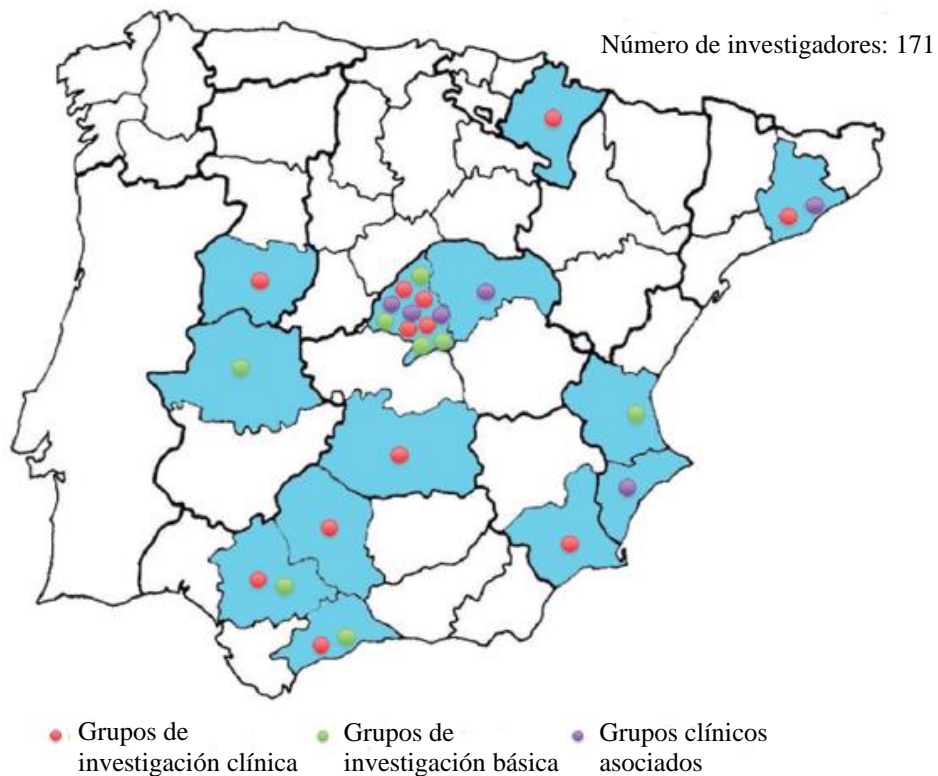 Número de investigadores: 171
Grupos de
investigación clínica
Grupos de
investigación básica
Grupos clínicos
asociados